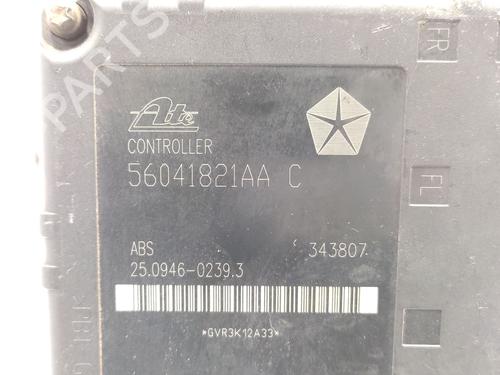 PARTS
FR
Ate
CONTROLLER
56041821AA C
FL
ABS 343807
25.0946-0239.3
*GVR3K12A33*